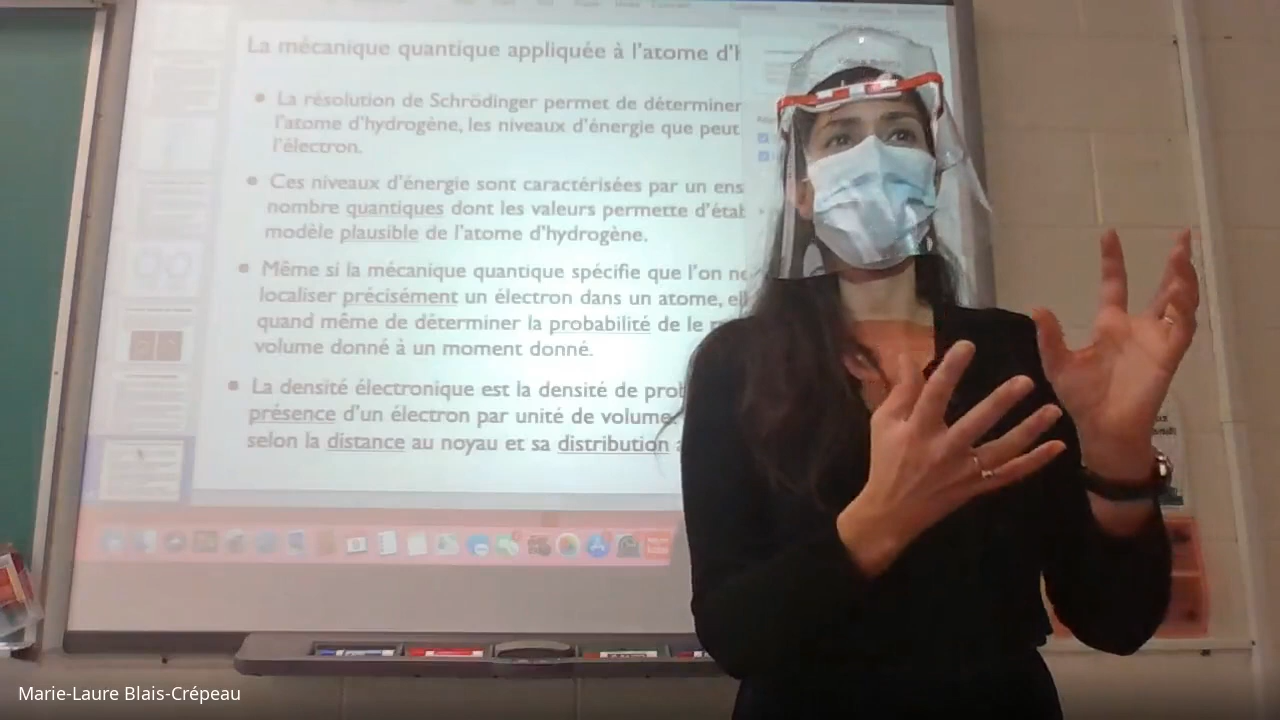 La mécanique quantique appliquée à l'atome d'h
La résolution de Schrödinger permet de déterminer
l'atome d'hydrogène, les niveaux d'énergie que peut
l'électron.
Ces niveaux d'énergie sont caractérisées par un ens
nombre quantiques dont les valeurs permette d'étab
modèle plausible de l'atome d'hydrogène.
Même si la mécanique quantique spécifie que l'on ne
localiser précisément un électron dans un atome, ell
quand même de déterminer la probabilité de le
volume donné à un moment donné.
La densité électronique est la densité de prob
présence d'un électron par unité de volume.
selon la distance au noyau et sa distribution
Marie-Laure Blais-Crépeau